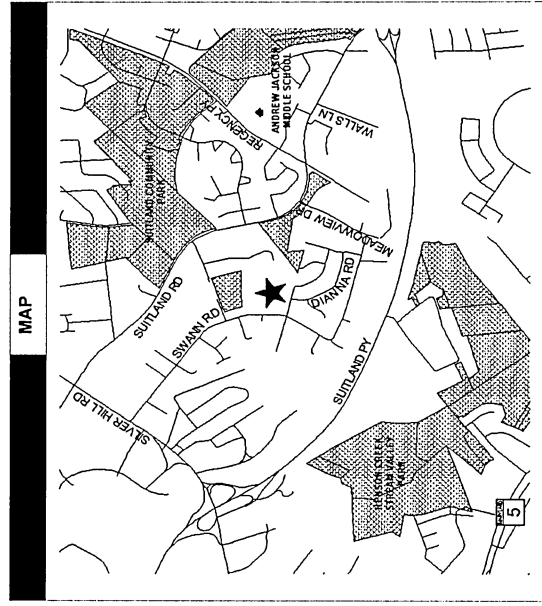 MAP
SILVER HILL RD
SUITLAND RD
SWANN RD
SUITLAND COMMUNITY
PARK
REGENCY PY
ANDREW JACKSON
MIDDLE SCHOOL
WALLS LN
MEADOWVIEW DR
DIANNA RD
SUITLAND PY
HENSON CREEK
STREAM VALLEY
PARK
5